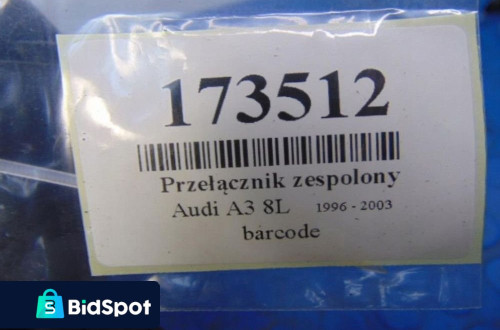 173512
Przełącznik zespolony
Audi A3 8L 1996 - 2003
barcode
BidSpot